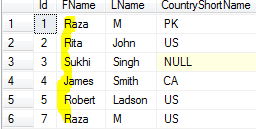 Id FName LName CountryShortName
1 1 Raza M PK
2 2 Rita John US
3 3 Sukhi Singh NULL
4 4 James Smith CA
5 5 Robert Ladson US
6 7 Raza M US